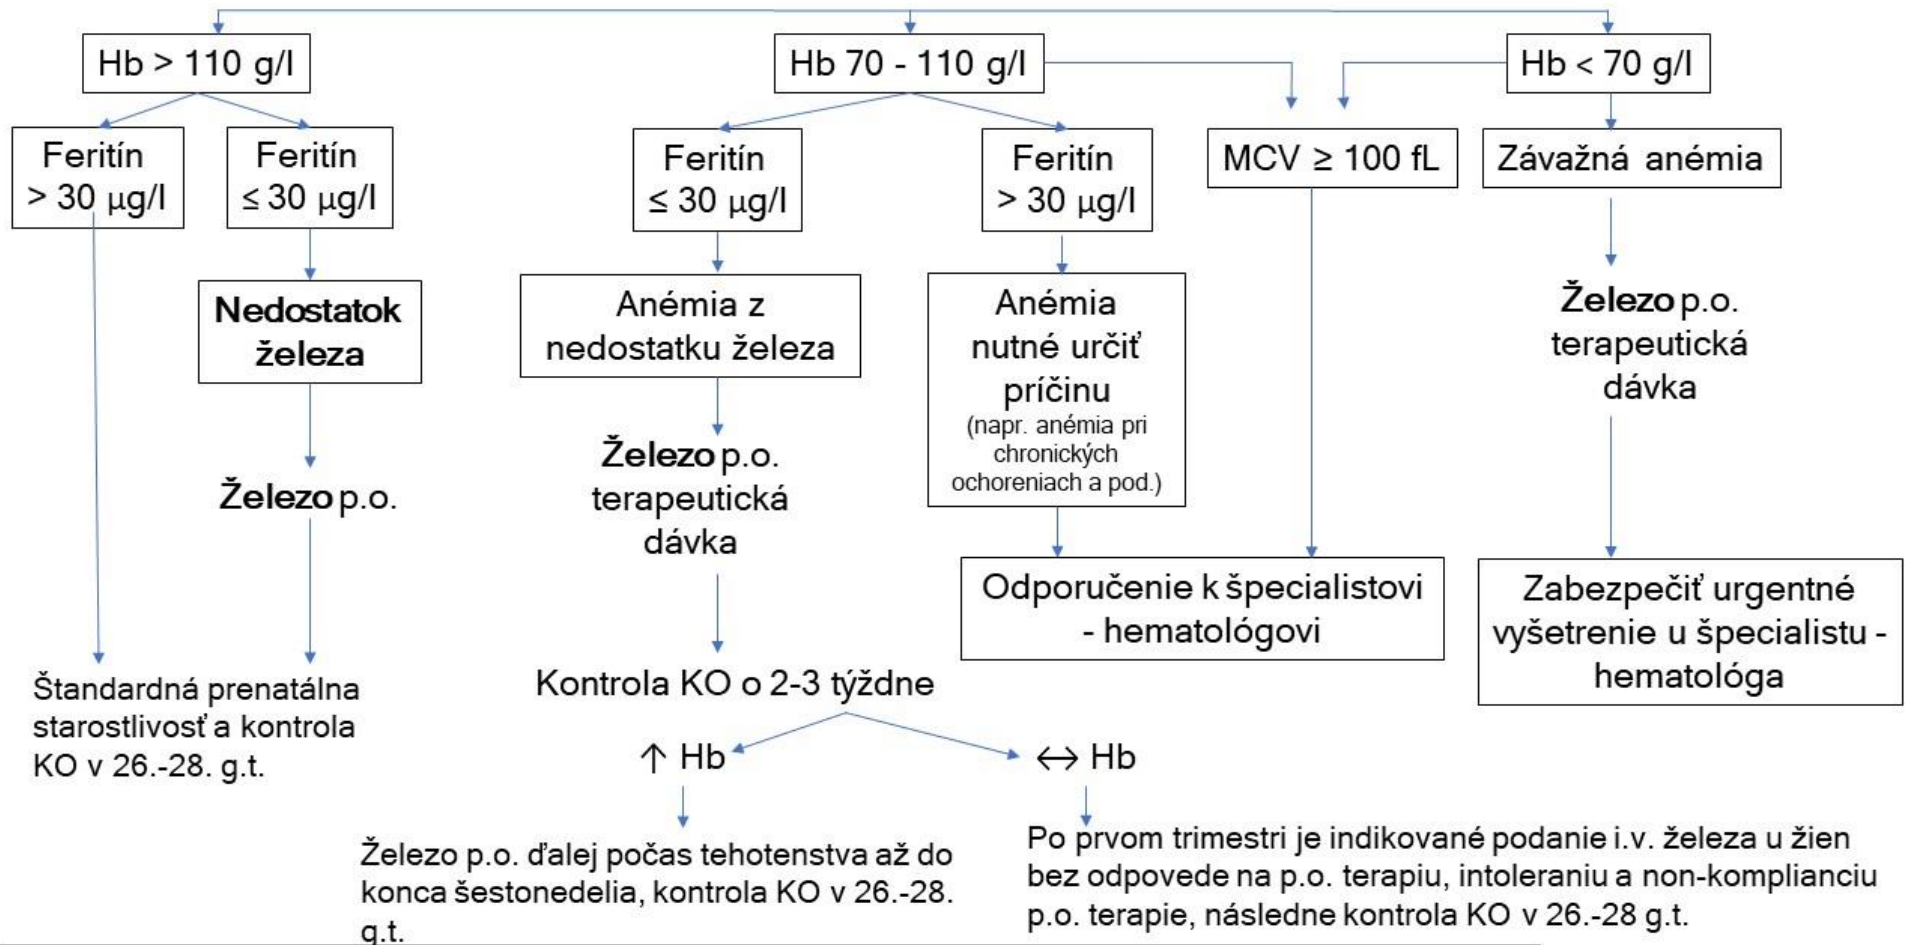 Hb > 110 g/l
Hb 70 - 110 g/l
Hb < 70 g/l
Feritín
> 30 µg/l
Feritín
≤ 30 µg/l
Feritín
≤ 30 µg/l
Feritín
> 30 µg/l
MCV ≥ 100 fL
Závažná anémia
Nedostatok
železa
Anémia z
nedostatku železa
Anémia
nutné určiť
príčinu
(napr. anémia pri
chronických
ochoreniach a pod.)
Železo p.o.
terapeutická
dávka
Železo p.o.
Železo p.o.
terapeutická
dávka
Odporučenie k špecialistovi
- hematológovi
Zabezpečiť urgentné
vyšetrenie u špecialistu -
hematológa
Štandardná prenatálna
starostlivosť a kontrola
KO v 26.-28. g.t.
Kontrola KO o 2-3 týždne
↑ Hb
↔ Hb
Železo p.o. ďalej počas tehotenstva až do
konca šestonedelia, kontrola KO v 26.-28.
g.t.
Po prvom trimestri je indikované podanie i.v. železa u žien
bez odpovede na p.o. terapiu, intoleraniu a non-komplianciu
p.o. terapie, následne kontrola KO v 26.-28 g.t.